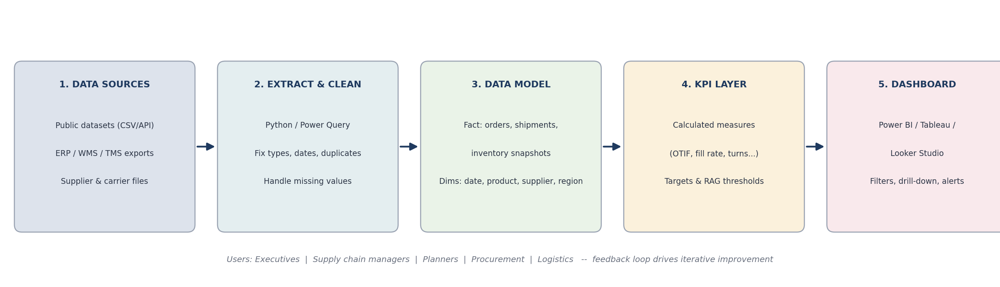 1. DATA SOURCES
Public datasets (CSV/API)
ERP / WMS / TMS exports
Supplier & carrier files
2. EXTRACT & CLEAN
Python / Power Query
Fix types, dates, duplicates
Handle missing values
3. DATA MODEL
Fact: orders, shipments,
inventory snapshots
Dims: date, product, supplier, region
4. KPI LAYER
Calculated measures
(OTIF, fill rate, turns...)
Targets & RAG thresholds
5. DASHBOARD
Power BI / Tableau /
Looker Studio
Filters, drill-down, alerts
Users: Executives | Supply chain managers | Planners | Procurement | Logistics -- feedback loop drives iterative improvement